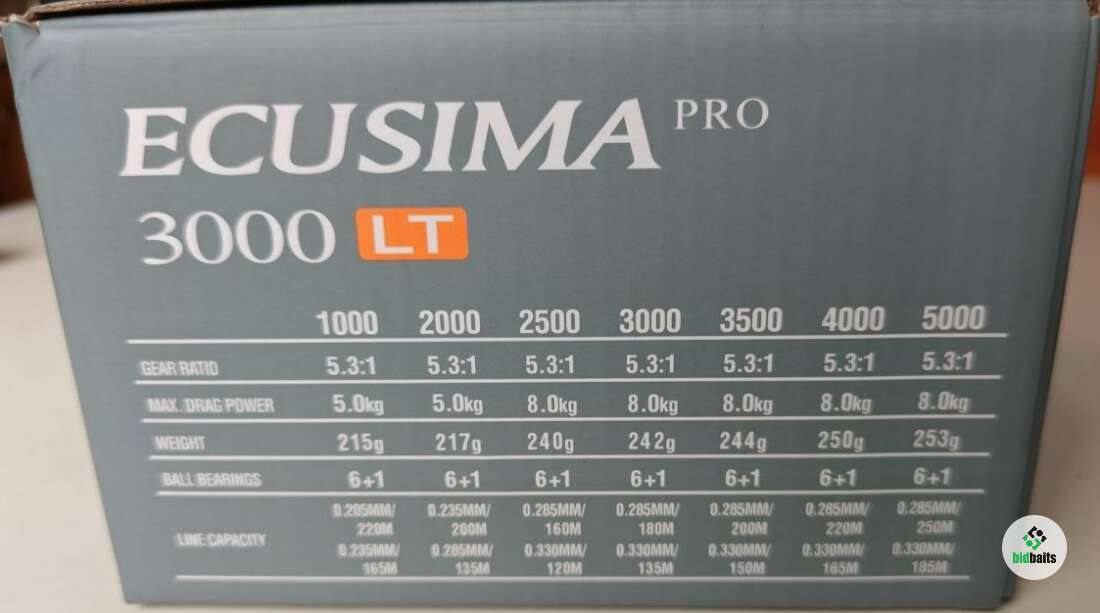 ECUSIMA PRO
3000 LT
1000 2000 2500 3000 3500 4000 5000
GEAR RATIO 5.3:1 5.3:1 5.3:1 5.3:1 5.3:1 5.3:1 5.3:1
MAX. DRAG POWER 5.0kg 5.0kg 8.0kg 8.0kg 8.0kg 8.0kg 8.0kg
WEIGHT 215g 217g 240g 242g 244g 250g 253g
BALL BEARINGS 6+1 6+1 6+1 6+1 6+1 6+1 6+1
LINE CAPACITY 0.205MM/ 0.235MM/ 0.285MM/ 0.285MM/ 0.285MM/ 0.285MM/ 0.285MM/
220M 200M 160M 180M 200M 220M 250M
0.235MM/ 0.285MM/ 0.330MM/ 0.330MM/ 0.330MM/ 0.330MM/ 0.330MM/
165M 135M 120M 135M 150M 165M 185M
bidbaits